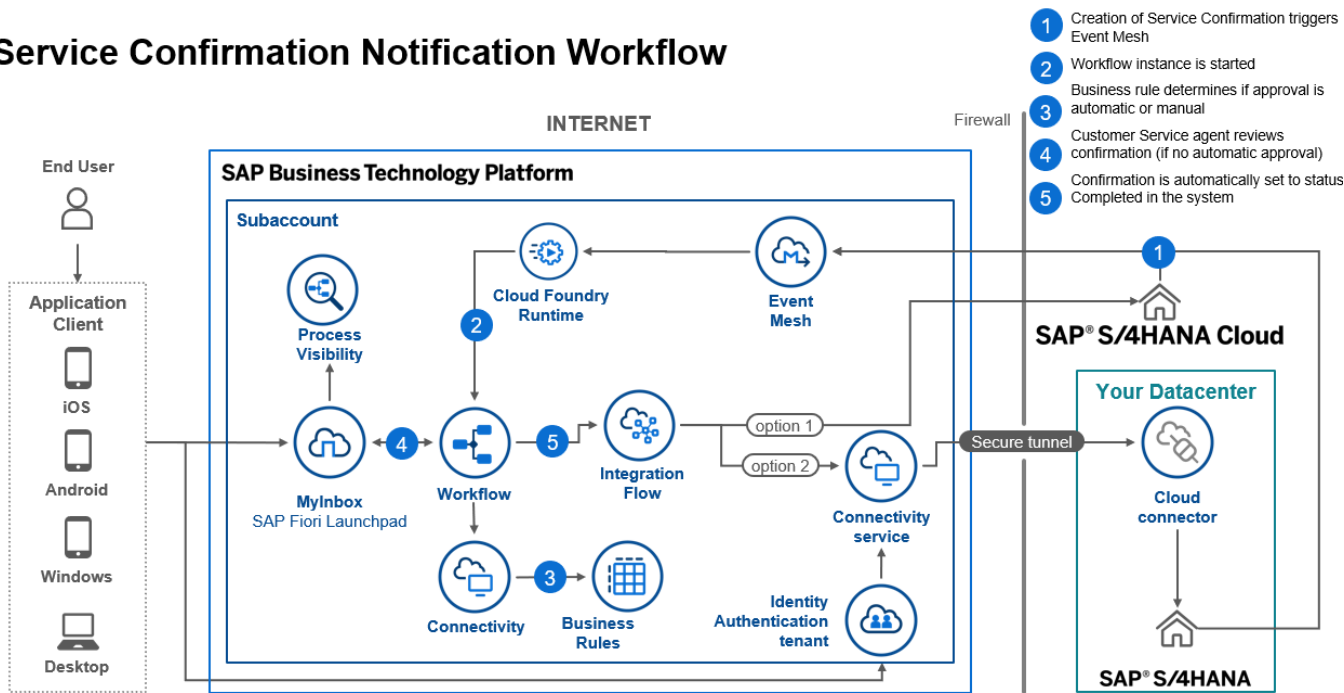 Service Confirmation Notification Workflow
1 Creation of Service Confirmation triggers
Event Mesh
2 Workflow instance is started
3 Business rule determines if approval is
automatic or manual
4 Customer Service agent reviews
confirmation (if no automatic approval)
5 Confirmation is automatically set to status
Completed in the system
INTERNET
Firewall
End User
Application
Client
iOS
Android
Windows
Desktop
SAP Business Technology Platform
Subaccount
Process
Visibility
Cloud Foundry
Runtime
Event
Mesh
2
1
SAP® S/4HANA Cloud
MyInbox
SAP Fiori Launchpad
4
Workflow
5
Integration
Flow
option 1
option 2
Connectivity
service
Secure tunnel
Your Datacenter
Cloud
connector
Connectivity
3
Business
Rules
Identity
Authentication
tenant
SAP® S/4HANA